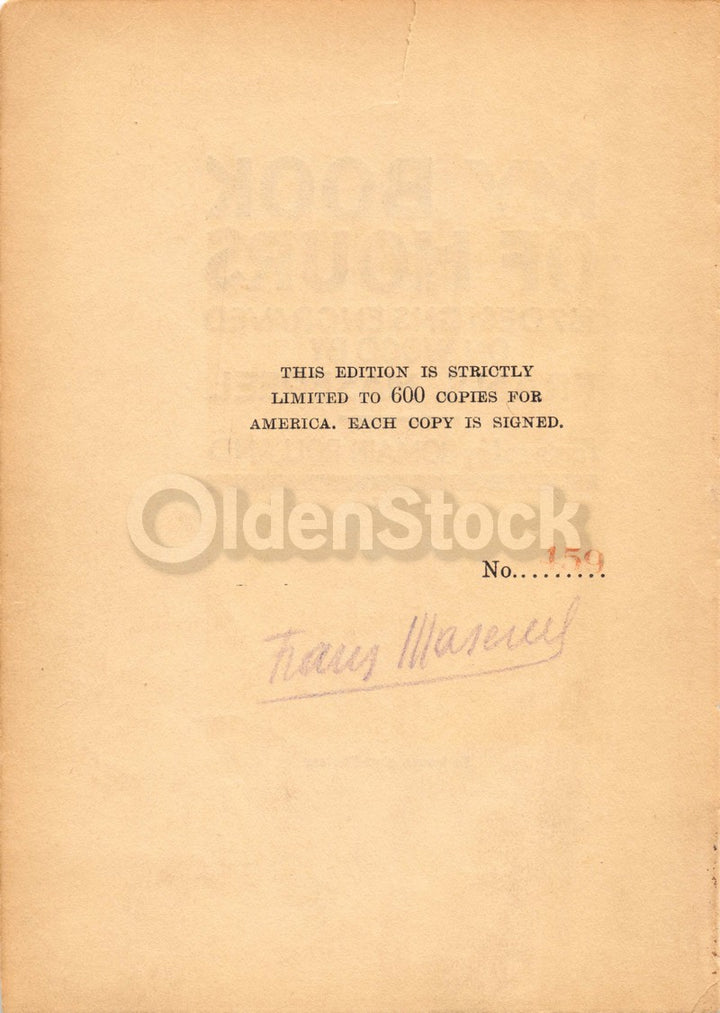 THIS EDITION IS STRICTLY
LIMITED TO 600 COPIES FOR
AMERICA. EACH COPY IS SIGNED.
OldenStock
No.......... 159
Frans Masereel